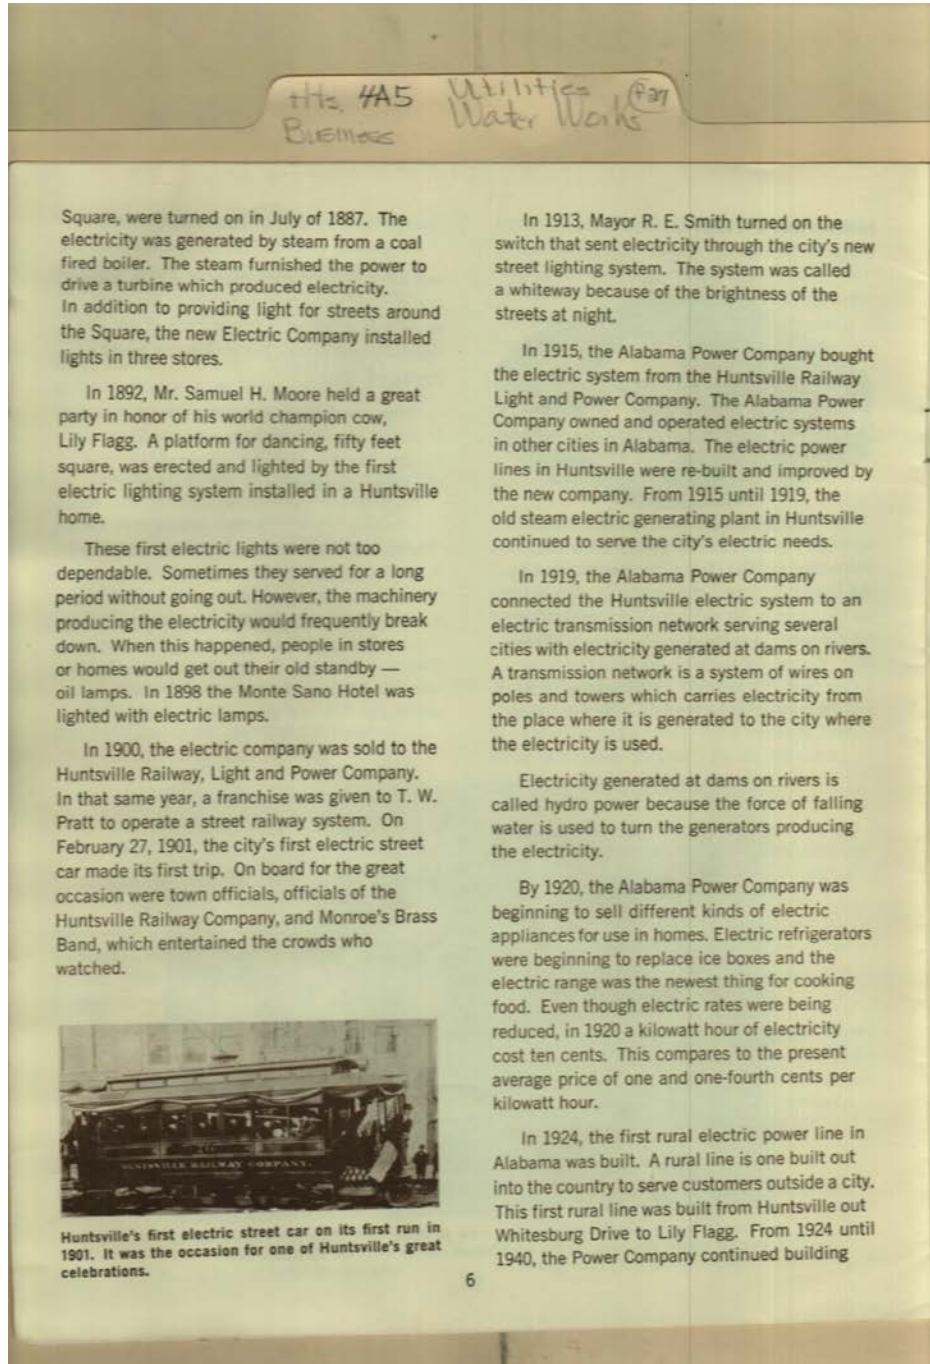 Hs. 4A5
Business
Utilities
Water Works
Square, were turned on in July of 1887. The
electricity was generated by steam from a coal
fired boiler. The steam furnished the power to
drive a turbine which produced electricity.
In addition to providing light for streets around
the Square, the new Electric Company installed
lights in three stores.
In 1892, Mr. Samuel H. Moore held a great
party in honor of his world champion cow,
Lily Flagg. A platform for dancing, fifty feet
square, was erected and lighted by the first
electric lighting system installed in a Huntsville
home.
These first electric lights were not too
dependable. Sometimes they served for a long
period without going out. However, the machinery
producing the electricity would frequently break
down. When this happened, people in stores
or homes would get out their old standby —
oil lamps. In 1898 the Monte Sano Hotel was
lighted with electric lamps.
In 1900, the electric company was sold to the
Huntsville Railway, Light and Power Company.
In that same year, a franchise was given to T. W.
Pratt to operate a street railway system. On
February 27, 1901, the city's first electric street
car made its first trip. On board for the great
occasion were town officials, officials of the
Huntsville Railway Company, and Monroe's Brass
Band, which entertained the crowds who
watched.
HUNTSVILLE RAILWAY COMPANY.
Huntsville's first electric street car on its first run in
1901. It was the occasion for one of Huntsville's great
celebrations.
In 1913, Mayor R. E. Smith turned on the
switch that sent electricity through the city's new
street lighting system. The system was called
a whiteway because of the brightness of the
streets at night.
In 1915, the Alabama Power Company bought
the electric system from the Huntsville Railway
Light and Power Company. The Alabama Power
Company owned and operated electric systems
in other cities in Alabama. The electric power
lines in Huntsville were re-built and improved by
the new company. From 1915 until 1919, the
old steam electric generating plant in Huntsville
continued to serve the city's electric needs.
In 1919, the Alabama Power Company
connected the Huntsville electric system to an
electric transmission network serving several
cities with electricity generated at dams on rivers.
A transmission network is a system of wires on
poles and towers which carries electricity from
the place where it is generated to the city where
the electricity is used.
Electricity generated at dams on rivers is
called hydro power because the force of falling
water is used to turn the generators producing
the electricity.
By 1920, the Alabama Power Company was
beginning to sell different kinds of electric
appliances for use in homes. Electric refrigerators
were beginning to replace ice boxes and the
electric range was the newest thing for cooking
food. Even though electric rates were being
reduced, in 1920 a kilowatt hour of electricity
cost ten cents. This compares to the present
average price of one and one-fourth cents per
kilowatt hour.
In 1924, the first rural electric power line in
Alabama was built. A rural line is one built out
into the country to serve customers outside a city.
This first rural line was built from Huntsville out
Whitesburg Drive to Lily Flagg. From 1924 until
1940, the Power Company continued building
6